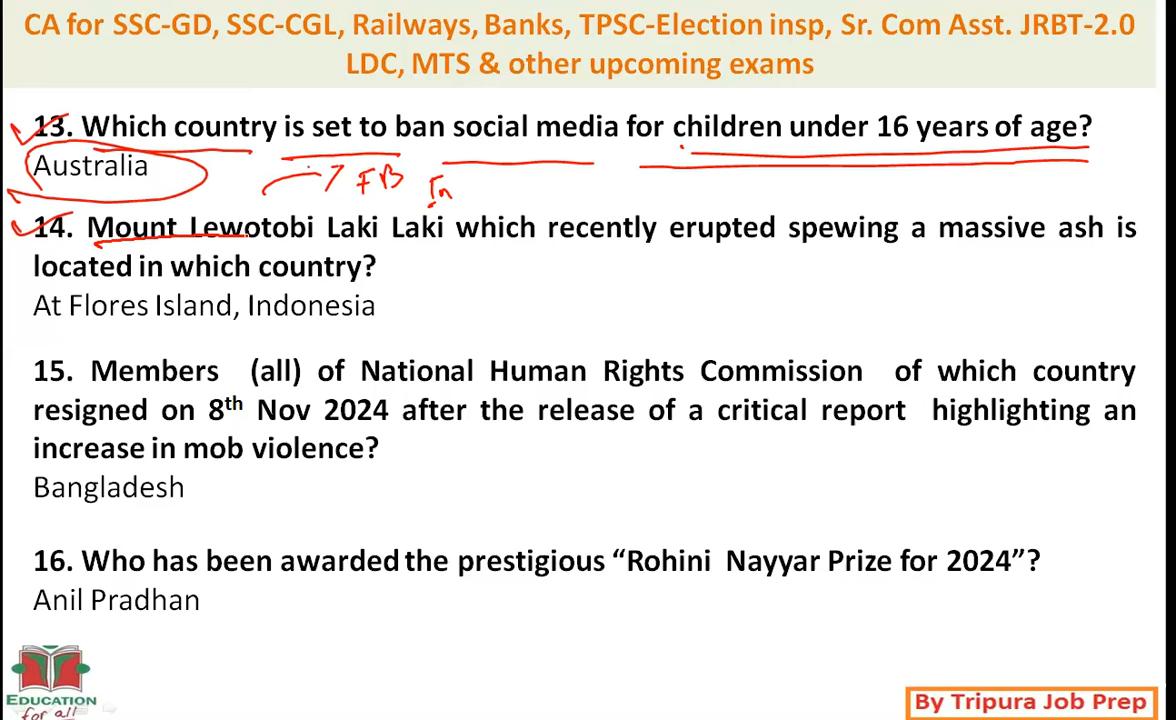 CA for SSC-GD, SSC-CGL, Railways, Banks, TPSC-Election insp, Sr. Com Asst. JRBT-2.0
LDC, MTS & other upcoming exams
13. Which country is set to ban social media for children under 16 years of age?
Australia
FB In
14. Mount Lewotobi Laki Laki which recently erupted spewing a massive ash is
located in which country?
At Flores Island, Indonesia
15. Members (all) of National Human Rights Commission of which country
resigned on 8th Nov 2024 after the release of a critical report highlighting an
increase in mob violence?
Bangladesh
16. Who has been awarded the prestigious “Rohini Nayyar Prize for 2024”?
Anil Pradhan
EDUCATION
for all
By Tripura Job Prep